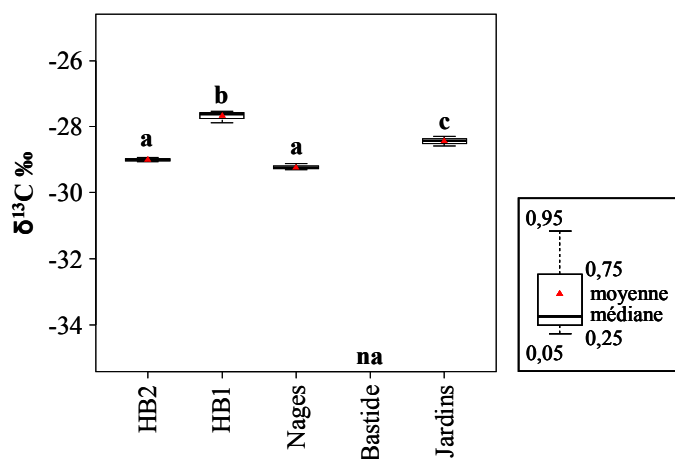 δ¹³C ‰
-26
-28
-30
-32
-34
a
b
a
na
c
HB2
HB1
Nages
Bastide
Jardins
0,95
0,75
moyenne
médiane
0,25
0,05